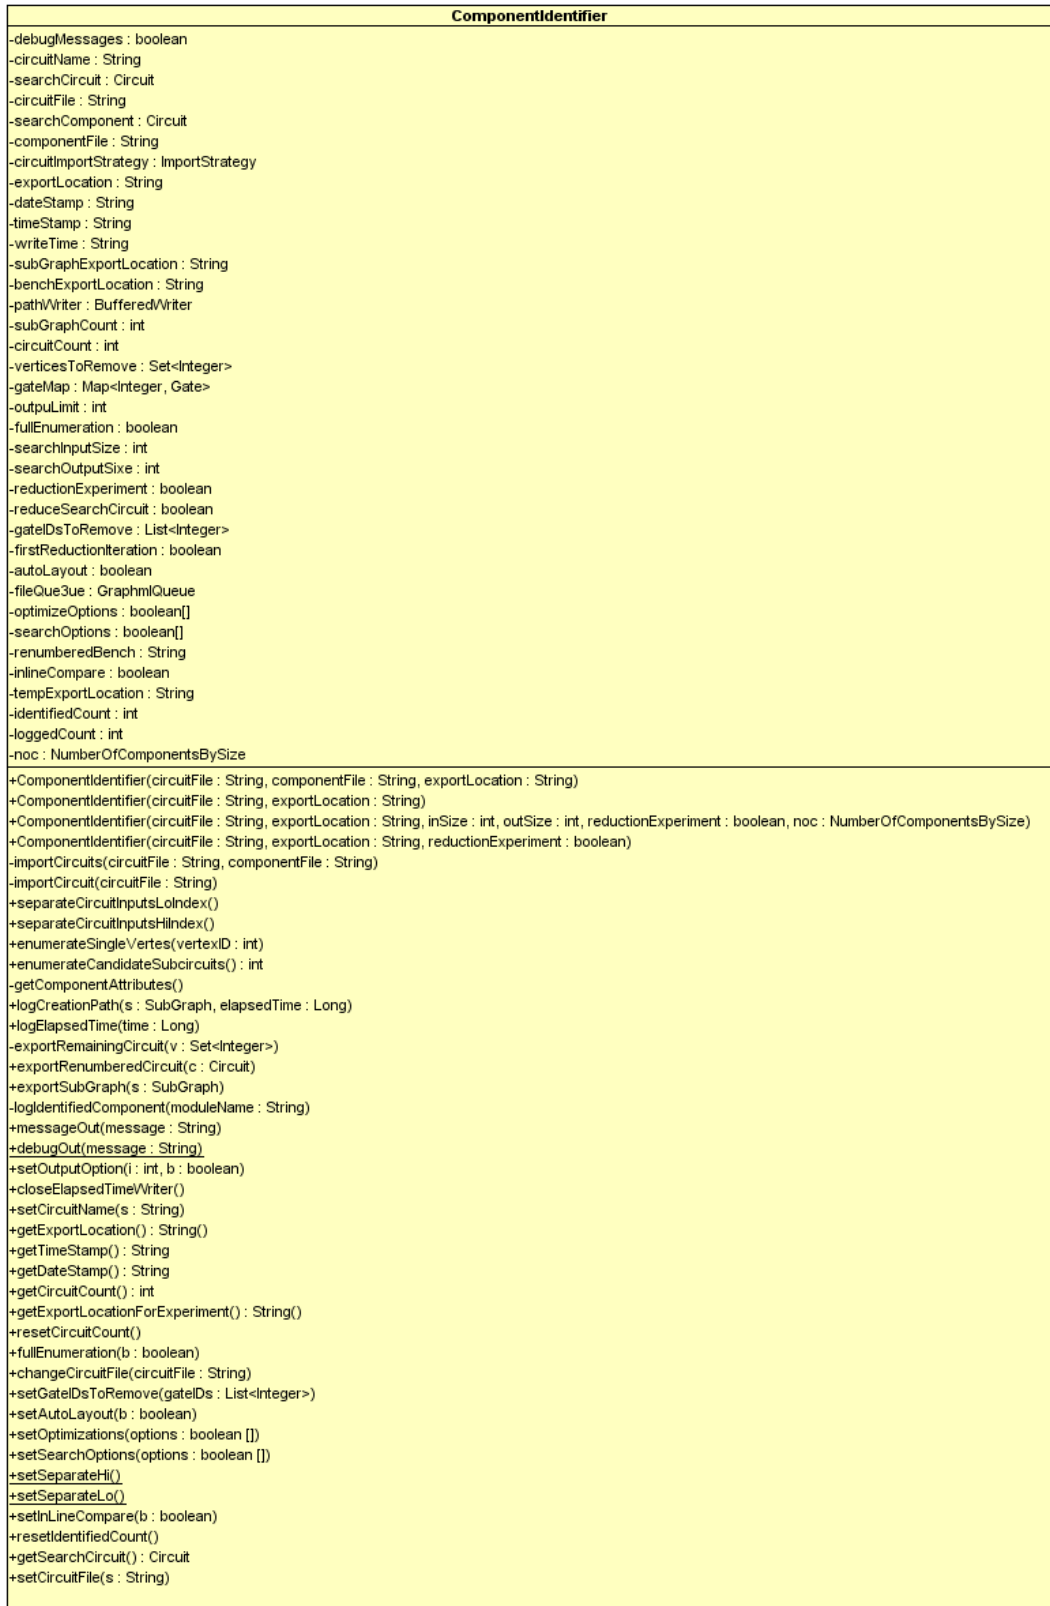 ComponentIdentifier
-debugMessages : boolean
-circuitName : String
-searchCircuit : Circuit
-circuitFile : String
-searchComponent : Circuit
-componentFile : String
-circuitImportStrategy : ImportStrategy
-exportLocation : String
-dateStamp : String
-timeStamp : String
-writeTime : String
-subGraphExportLocation : String
-benchExportLocation : String
-pathWriter : BufferedWriter
-subGraphCount : int
-circuitCount : int
-verticesToRemove : Set<Integer>
-gateMap : Map<Integer, Gate>
-outpuLimit : int
-fullEnumeration : boolean
-searchInputSize : int
-searchOutputSixe : int
-reductionExperiment : boolean
-reduceSearchCircuit : boolean
-gateIDsToRemove : List<Integer>
-firstReductionIteration : boolean
-autoLayout : boolean
-fileQue3ue : GraphmlQueue
-optimizeOptions : boolean[]
-searchOptions : boolean[]
-renumberedBench : String
-inlineCompare : boolean
-tempExportLocation : String
-identifiedCount : int
-loggedCount : int
-noc : NumberOfComponentsBySize
+ComponentIdentifier(circuitFile : String, componentFile : String, exportLocation : String)
+ComponentIdentifier(circuitFile : String, exportLocation : String)
+ComponentIdentifier(circuitFile : String, exportLocation : String, inSize : int, outSize : int, reductionExperiment : boolean, noc : NumberOfComponentsBySize)
+ComponentIdentifier(circuitFile : String, exportLocation : String, reductionExperiment : boolean)
-importCircuits(circuitFile : String, componentFile : String)
-importCircuit(circuitFile : String)
+separateCircuitInputsLoIndex()
+separateCircuitInputsHiIndex()
+enumerateSingleVertes(vertexID : int)
+enumerateCandidateSubcircuits() : int
-getComponentAttributes()
+logCreationPath(s : SubGraph, elapsedTime : Long)
+logElapsedTime(time : Long)
-exportRemainingCircuit(v : Set<Integer>)
+exportRenumberedCircuit(c : Circuit)
+exportSubGraph(s : SubGraph)
-logIdentifiedComponent(moduleName : String)
+messageOut(message : String)
+debugOut(message : String)
+setOutputOption(i : int, b : boolean)
+closeElapsedTimeWriter()
+setCircuitName(s : String)
+getExportLocation() : String()
+getTimeStamp() : String
+getDateStamp() : String
+getCircuitCount() : int
+getExportLocationForExperiment() : String()
+resetCircuitCount()
+fullEnumeration(b : boolean)
+changeCircuitFile(circuitFile : String)
+setGateIDsToRemove(gateIDs : List<Integer>)
+setAutoLayout(b : boolean)
+setOptimizations(options : boolean [])
+setSearchOptions(options : boolean [])
+setSeparateHi()
+setSeparateLo()
+setInLineCompare(b : boolean)
+resetIdentifiedCount()
+getSearchCircuit() : Circuit
+setCircuitFile(s : String)